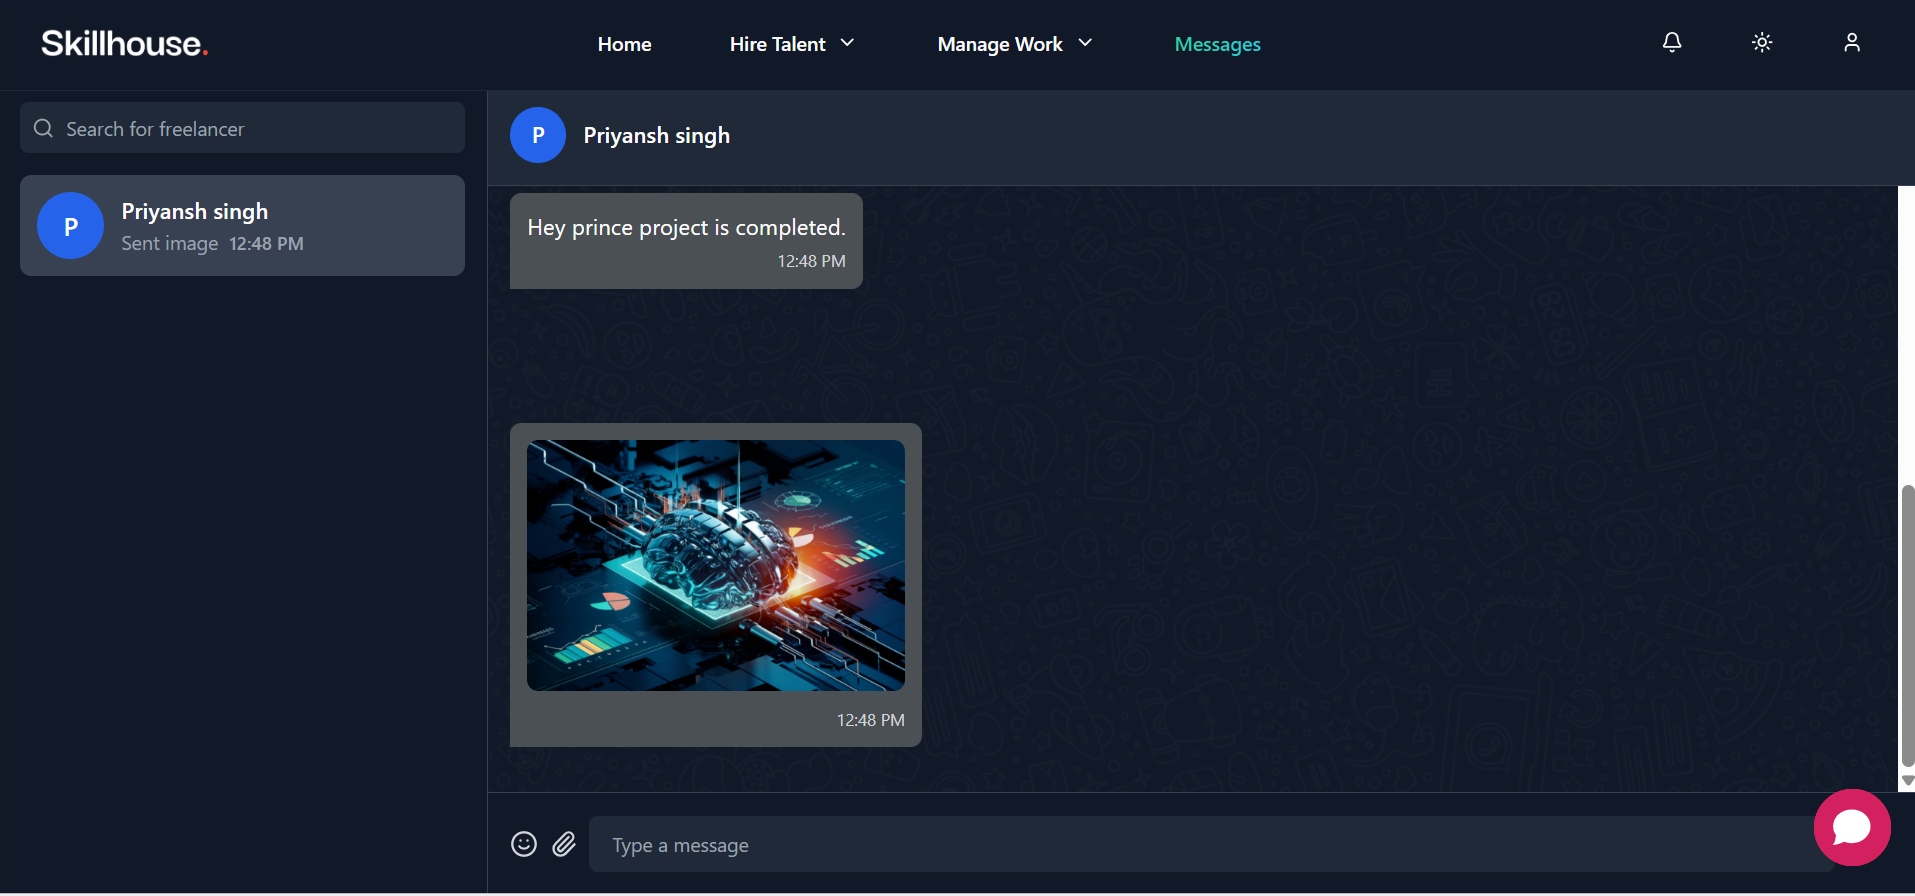 Skillhouse.
Home
Hire Talent
Manage Work
Messages
Search for freelancer
P
Priyansh singh
Sent image 12:48 PM
P
Priyansh singh
Hey prince project is completed.
12:48 PM
12:48 PM
Type a message